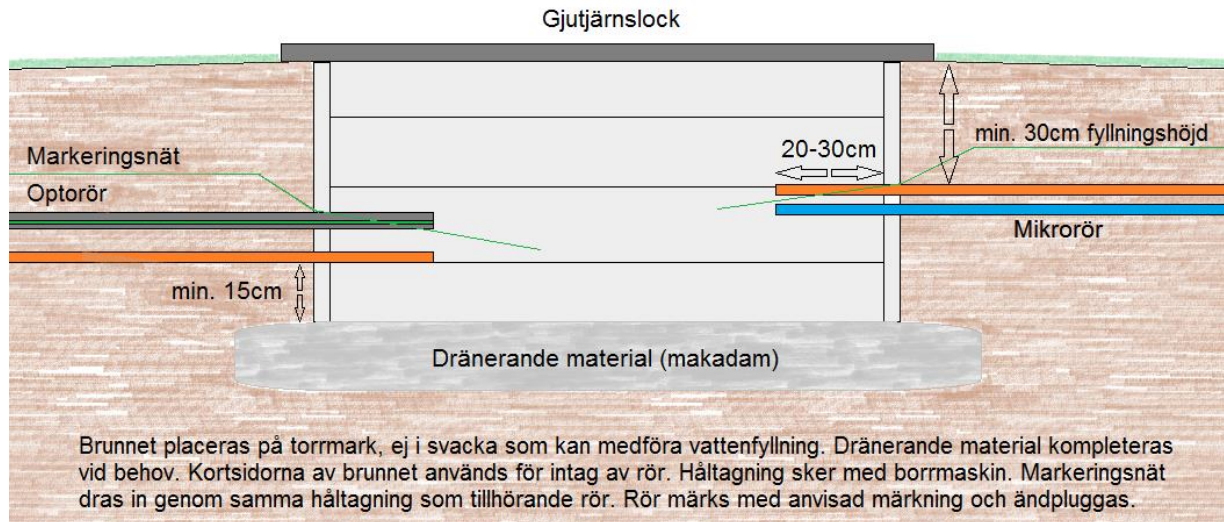 Gjutjärnslock
min. 30cm fyllningshöjd
20-30cm
Markeringsnät
Optorör
Mikrorör
min. 15cm
Dränerande material (makadam)
Brunnet placeras på torrmark, ej i svacka som kan medföra vattenfyllning. Dränerande material kompleteras
vid behov. Kortsidorna av brunnet används för intag av rör. Håltagning sker med borrmaskin. Markeringsnät
dras in genom samma håltagning som tillhörande rör. Rör märks med anvisad märkning och ändpluggas.